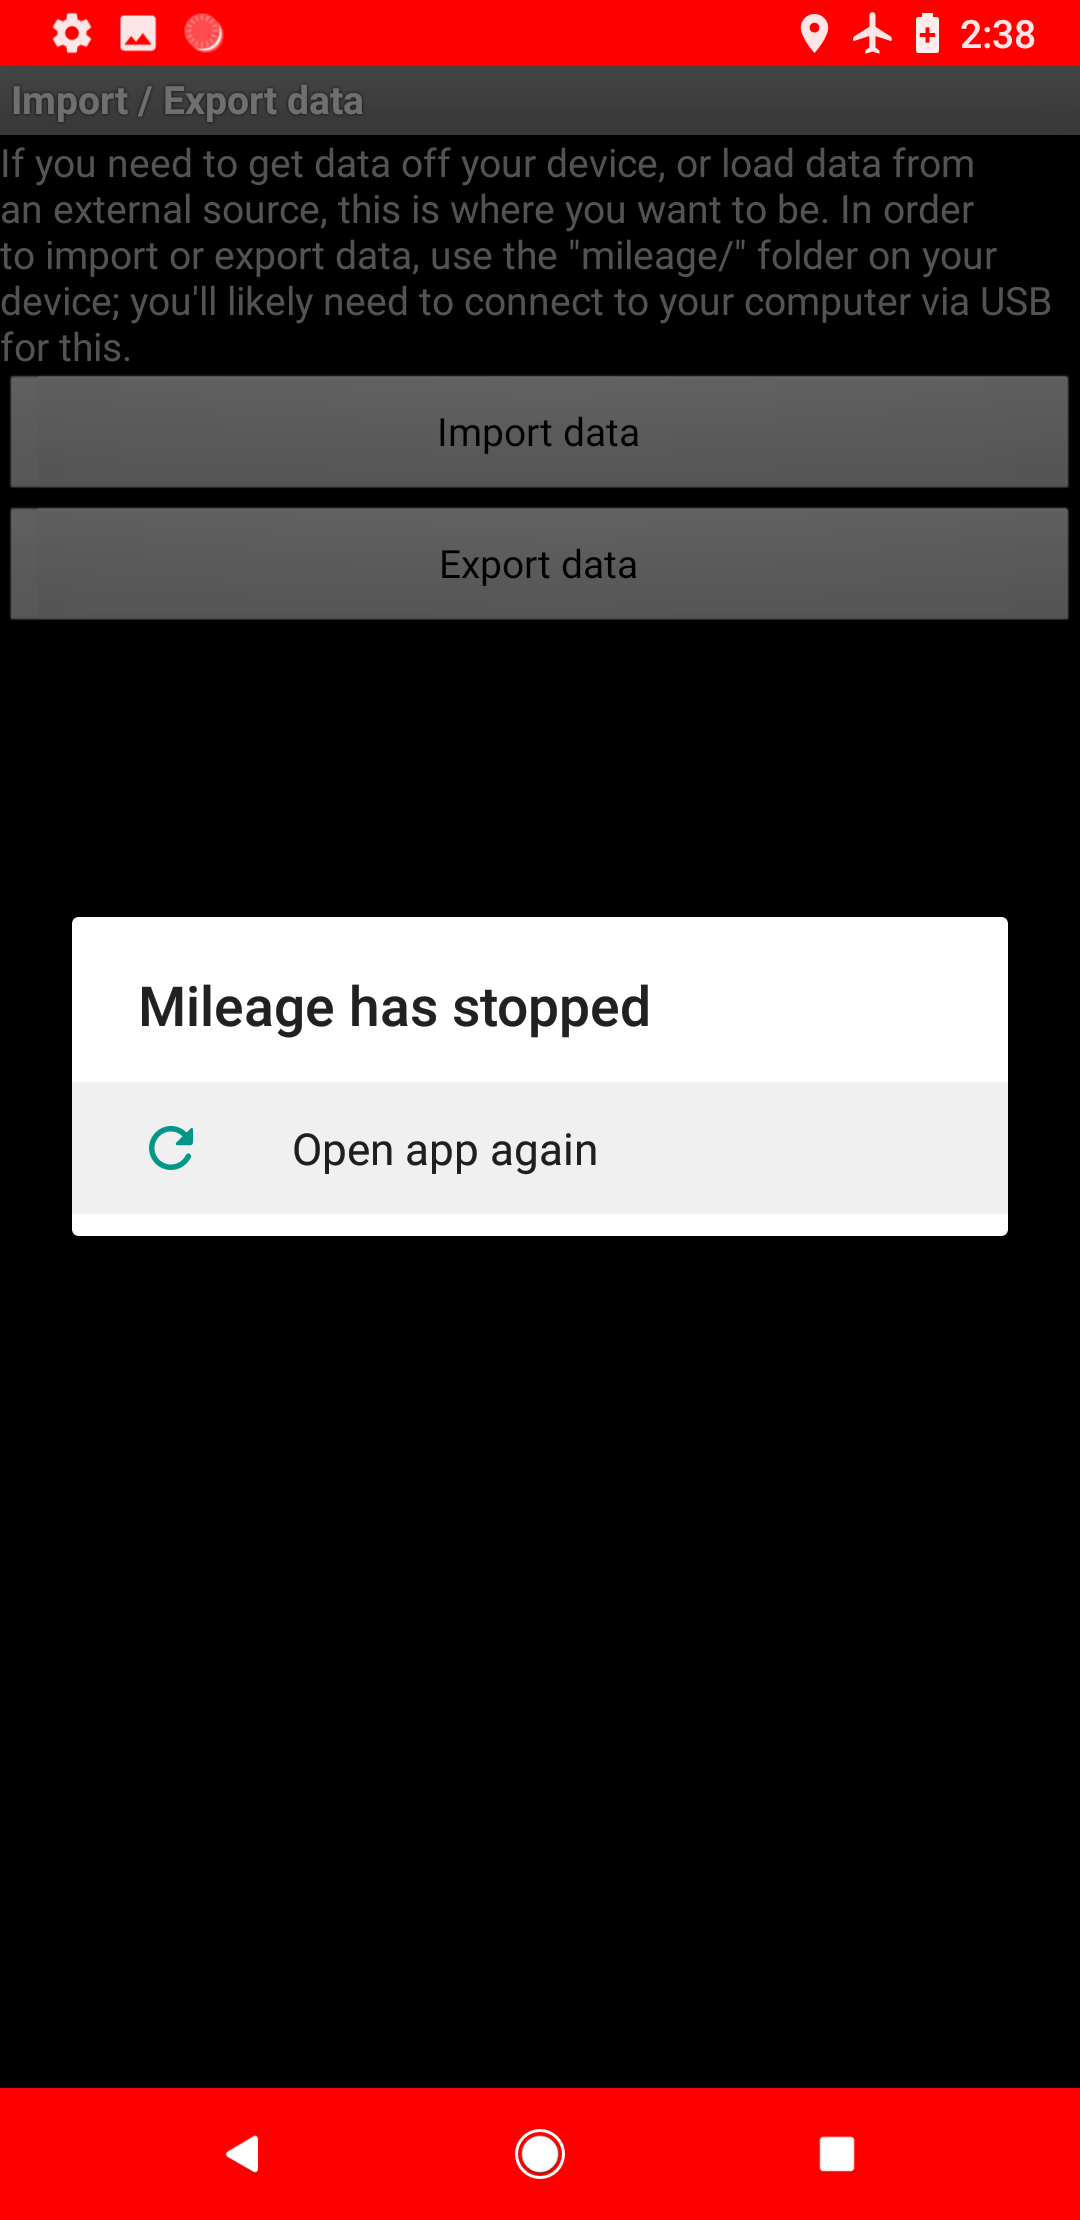 2:38
Import / Export data
If you need to get data off your device, or load data from
an external source, this is where you want to be. In order
to import or export data, use the "mileage/" folder on your
device; you'll likely need to connect to your computer via USB
for this.
Import data
Export data
Mileage has stopped
Open app again